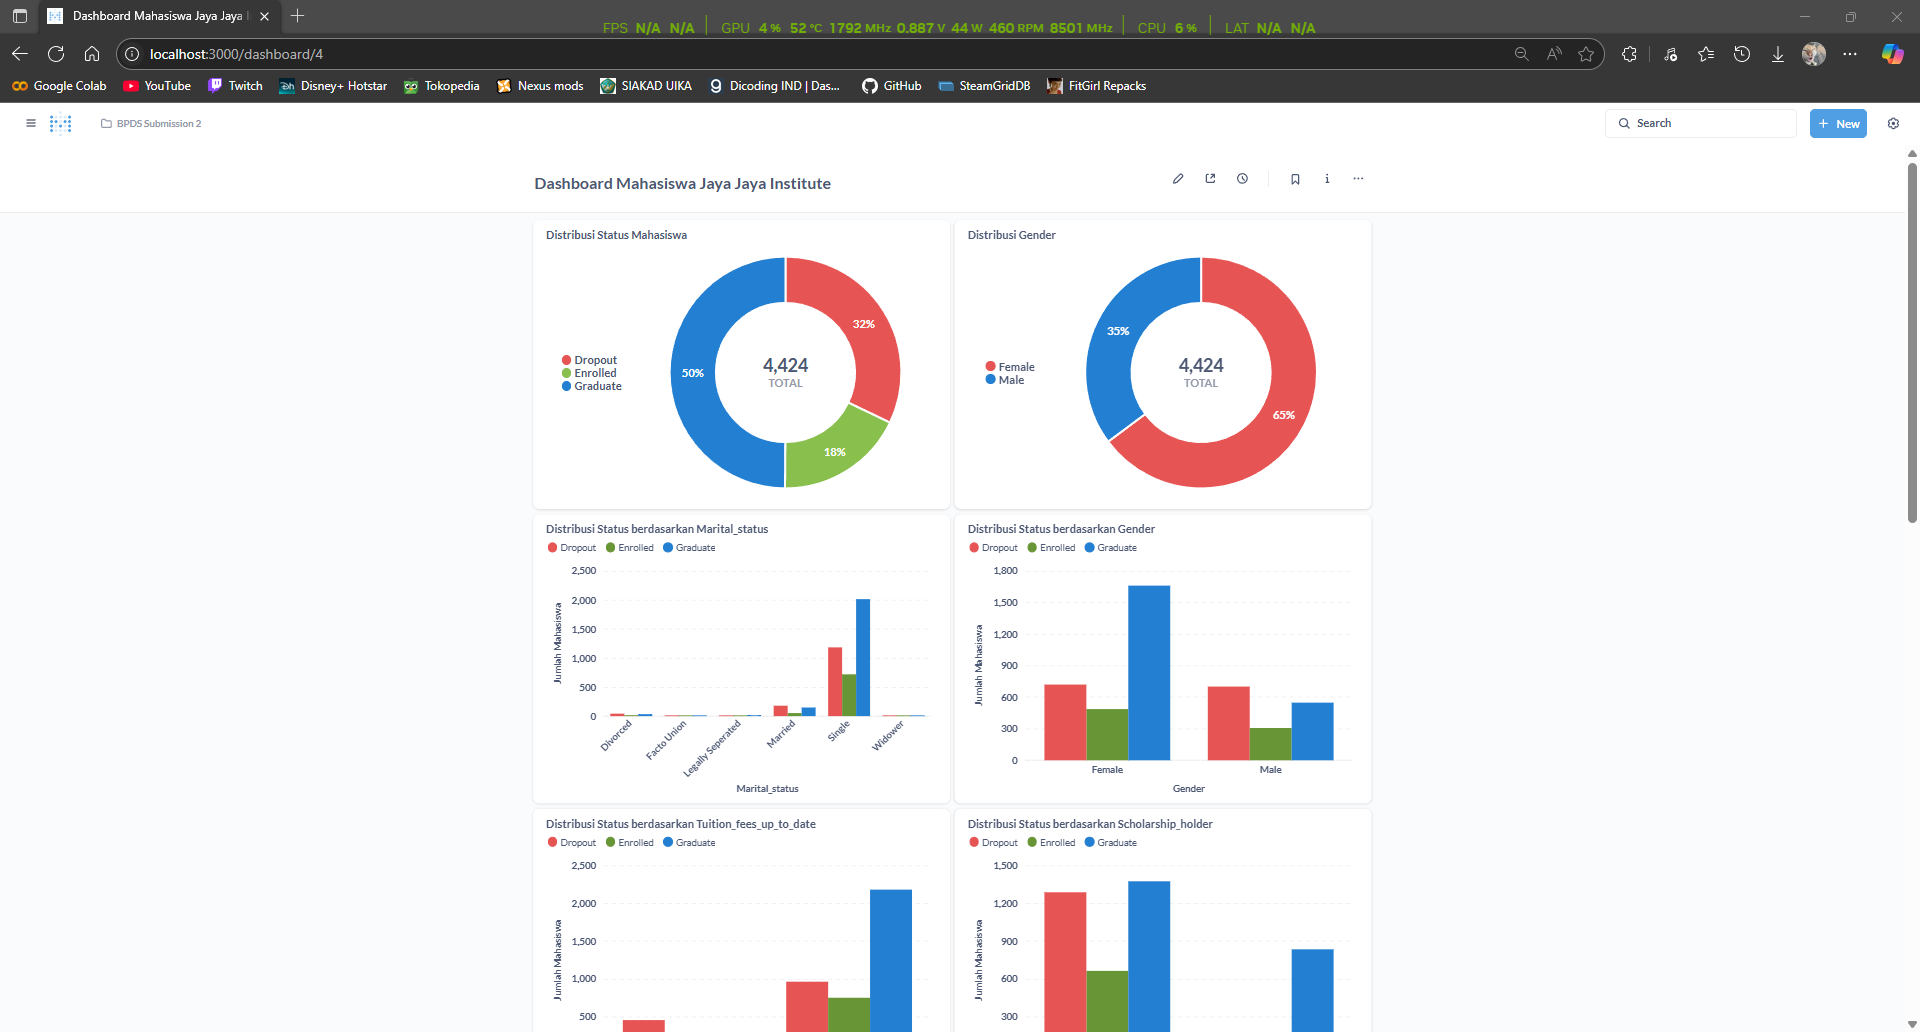 Dashboard Mahasiswa Jaya Jaya I
FPS N/A N/A GPU 4 % 52 °C 1792 MHz 0.887 V 44 W 460 RPM 8501 MHz CPU 6 % LAT N/A N/A
localhost:3000/dashboard/4
Google Colab YouTube Twitch Disney+ Hotstar Tokopedia Nexus mods SIAKAD UIKA Dicoding IND | Das... GitHub SteamGridDB FitGirl Repacks
BPDS Submission 2
Search
+ New
Dashboard Mahasiswa Jaya Jaya Institute
Distribusi Status Mahasiswa
Dropout
Enrolled
Graduate
32%
50%
18%
4,424
TOTAL
Distribusi Gender
Female
Male
35%
65%
4,424
TOTAL
Distribusi Status berdasarkan Marital_status
Dropout Enrolled Graduate
Jumlah Mahasiswa
2,500
2,000
1,500
1,000
500
0
Divorced Facto Union Legally Seperated Married Single Widower
Marital_status
Distribusi Status berdasarkan Gender
Dropout Enrolled Graduate
Jumlah Mahasiswa
1,800
1,500
1,200
900
600
300
0
Female Male
Gender
Distribusi Status berdasarkan Tuition_fees_up_to_date
Dropout Enrolled Graduate
Jumlah Mahasiswa
2,500
2,000
1,500
1,000
500
Distribusi Status berdasarkan Scholarship_holder
Dropout Enrolled Graduate
Jumlah Mahasiswa
1,500
1,200
900
600
300